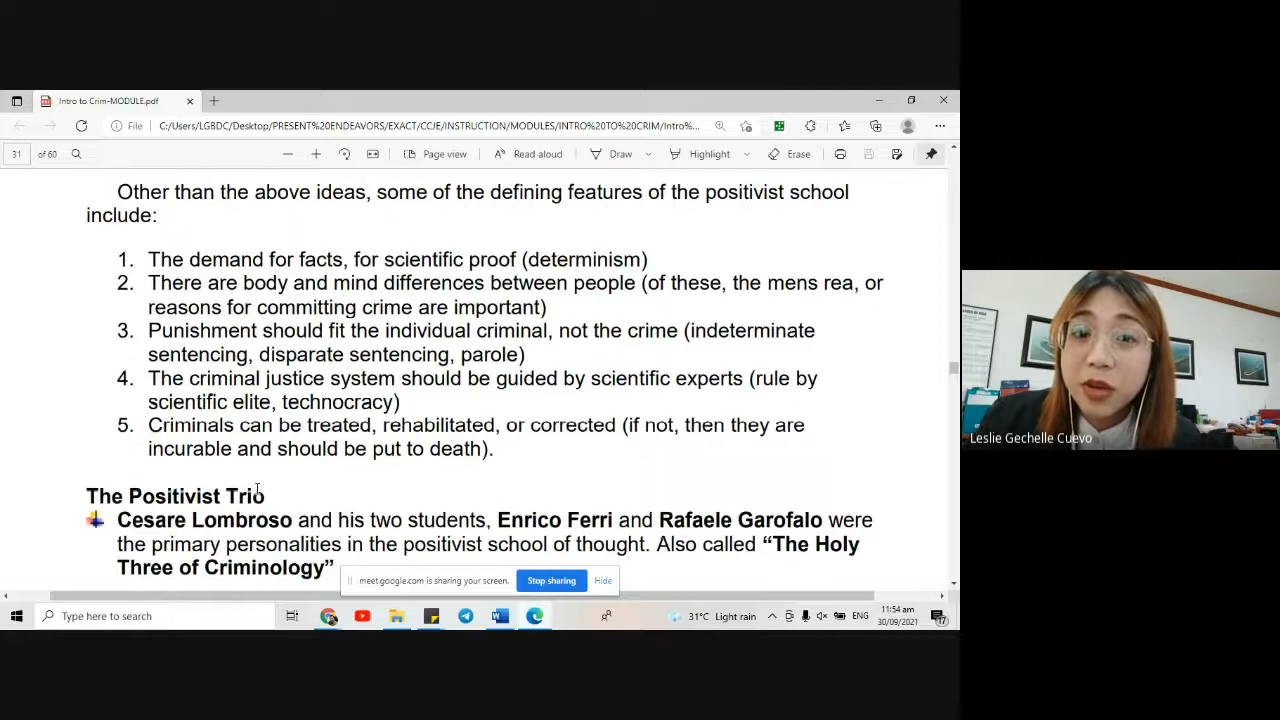 Intro to Crim-MODULE.pdf
File C:/Users/LGBDC/Desktop/PRESENT%20ENDEAVORS/EXACT/CCJE/INSTRUCTION/MODULES/INTRO%20TO%20CRIM/Intro%...
31 of 60 Page view Read aloud Draw Highlight Erase
Other than the above ideas, some of the defining features of the positivist school
include:
1. The demand for facts, for scientific proof (determinism)
2. There are body and mind differences between people (of these, the mens rea, or
reasons for committing crime are important)
3. Punishment should fit the individual criminal, not the crime (indeterminate
sentencing, disparate sentencing, parole)
4. The criminal justice system should be guided by scientific experts (rule by
scientific elite, technocracy)
5. Criminals can be treated, rehabilitated, or corrected (if not, then they are
incurable and should be put to death).
Leslie Gechelle Cuevo
The Positivist Trio
Cesare Lombroso and his two students, Enrico Ferri and Rafaele Garofalo were
the primary personalities in the positivist school of thought. Also called “The Holy
Three of Criminology”
meet.google.com is sharing your screen. Stop sharing Hide
Type here to search 31°C Light rain ENG 11:54 am
30/09/2021 17